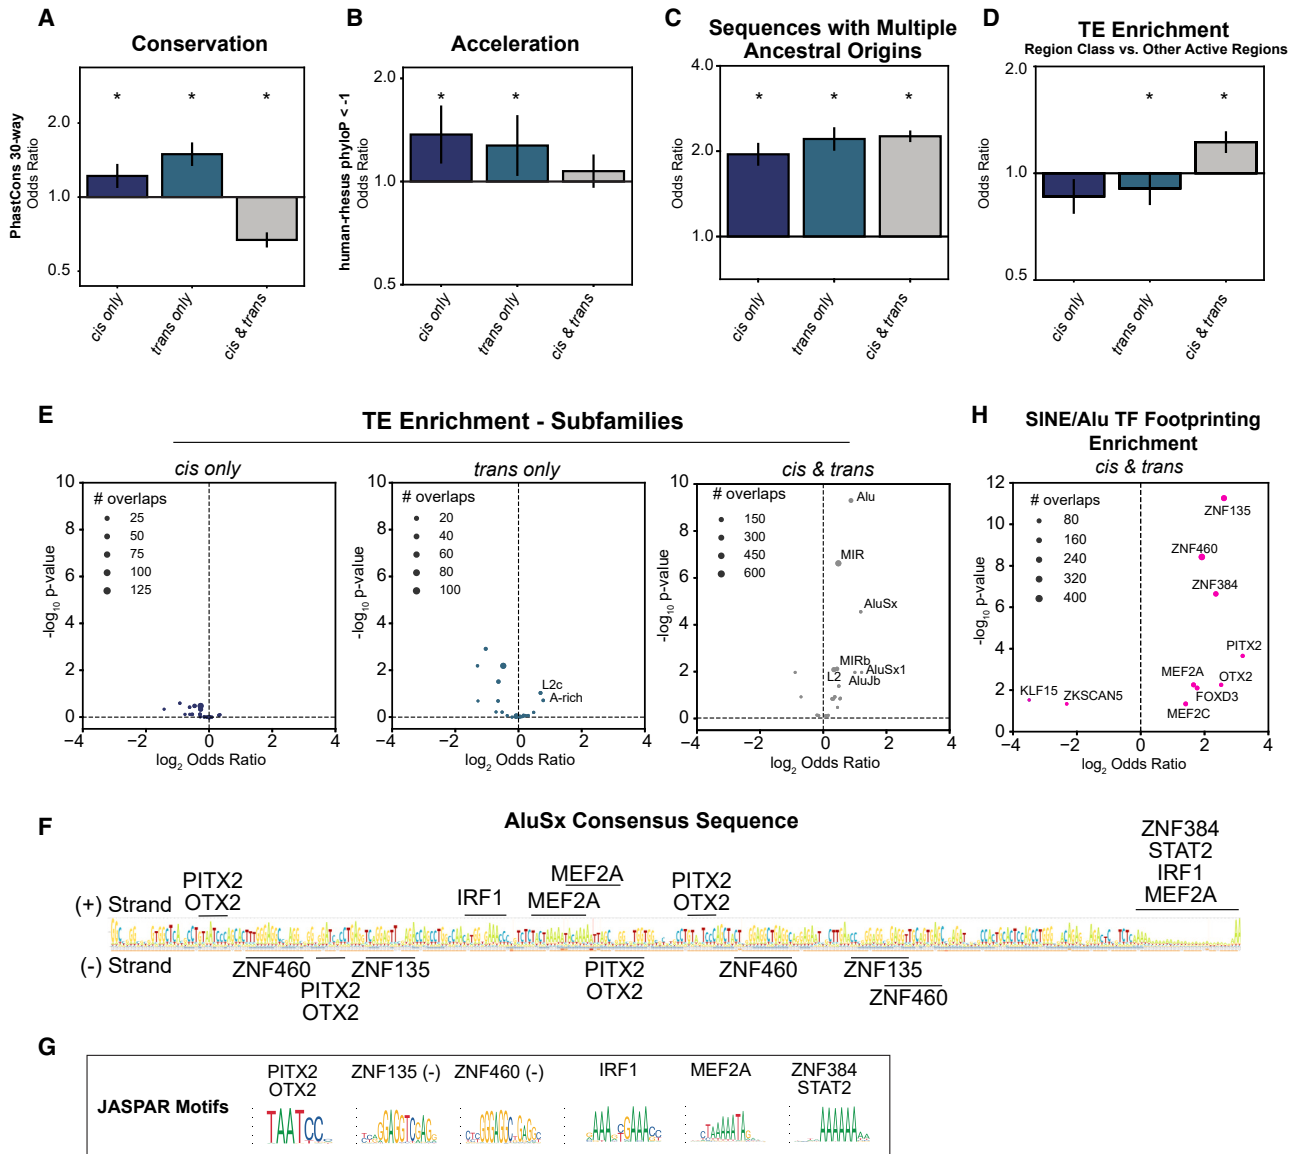 A
Conservation
PhastCons 30-way
Odds Ratio
2.0
1.0
0.5
* * *
cis only
trans only
cis & trans
B
Acceleration
human-rhesus phyloP < -1
Odds Ratio
2.0
1.0
0.5
* *
cis only
trans only
cis & trans
C
Sequences with Multiple
Ancestral Origins
Odds Ratio
4.0
2.0
1.0
* * *
cis only
trans only
cis & trans
D
TE Enrichment
Region Class vs. Other Active Regions
Odds Ratio
2.0
1.0
0.5
* *
cis only
trans only
cis & trans
E
TE Enrichment - Subfamilies
cis only
-log10 p-value
10
8
6
4
2
0
# overlaps
25
50
75
100
125
−4 −2 0 2 4
log2 Odds Ratio
trans only
-log10 p-value
10
8
6
4
2
0
# overlaps
20
40
60
80
100
L2c
A-rich
−4 −2 0 2 4
log2 Odds Ratio
cis & trans
-log10 p-value
10
8
6
4
2
0
# overlaps
150
300
450
600
Alu
MIR
AluSx
MIRb
AluSx1
L2
AluJb
−4 −2 0 2 4
log2 Odds Ratio
H
SINE/Alu TF Footprinting
Enrichment
cis & trans
-log10 p-value
12
10
8
6
4
2
0
# overlaps
80
160
240
320
400
ZNF135
ZNF460
ZNF384
PITX2
MEF2A
OTX2
FOXD3
KLF15
ZKSCAN5
MEF2C
−4 −2 0 2 4
log2 Odds Ratio
F
AluSx Consensus Sequence
(+) Strand
PITX2
OTX2
IRF1
MEF2A
MEF2A
PITX2
OTX2
ZNF384
STAT2
IRF1
MEF2A
(-) Strand
ZNF460
PITX2
OTX2
ZNF135
PITX2
OTX2
ZNF460
ZNF135
ZNF460
G
JASPAR Motifs
PITX2
OTX2
TAATCC
ZNF135 (-)
ZNF460 (-)
IRF1
MEF2A
ZNF384
STAT2